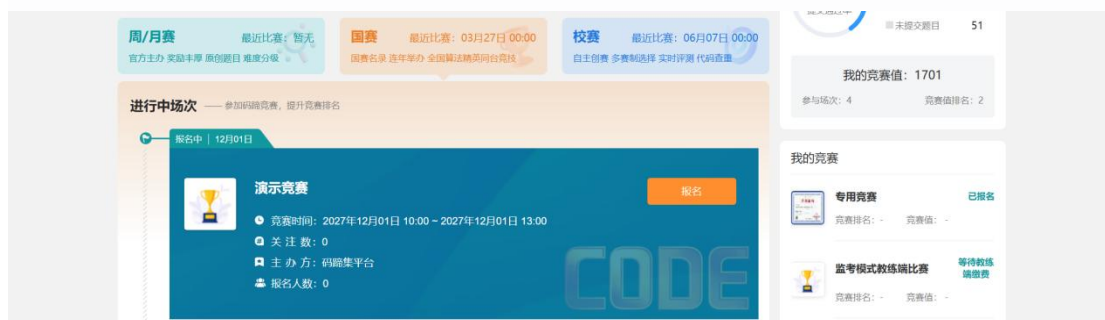 周/月赛 最近比赛：暂无
官方主办 奖励丰厚 原创题目 难度分级
国赛 最近比赛：03月27日 00:00
国赛名录 连年举办 全国算法精英同台竞技
校赛 最近比赛：06月07日 00:00
自主创赛 多赛制选择 实时评测 代码查重
进行中场次 —— 参加码蹄竞赛，提升竞赛排名
报名中 | 12月01日
演示竞赛
报名
竞赛时间：2027年12月01日 10:00 ~ 2027年12月01日 13:00
关 注 数：0
主 办 方：码蹄集平台
报名人数：0
CODE
未提交题目 51
我的竞赛值：1701
参与场次：4 竞赛值排名：2
我的竞赛
专用竞赛 已报名
竞赛排名：- 竞赛值：-
监考模式教练端比赛 等待教练
端缴费
竞赛排名：- 竞赛值：-